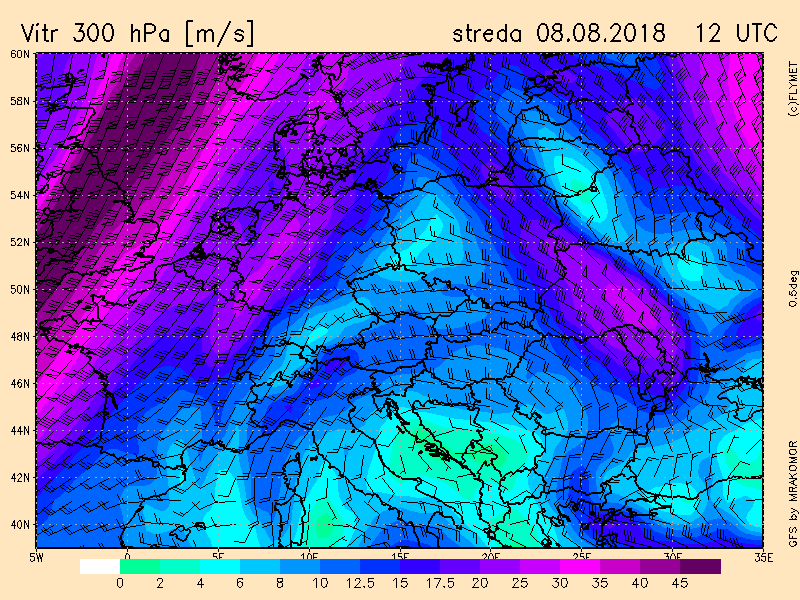 Vítr 300 hPa [m/s]
streda 08.08.2018 12 UTC
60N
58N
56N
54N
52N
50N
48N
46N
44N
42N
40N
5W 0 5E 10E 15E 20E 25E 30E 35E
0 2 4 6 8 10 12.5 15 17.5 20 25 30 35 40 45
(c)FLYMET
0.5deg
GFS by MRAKOMOR